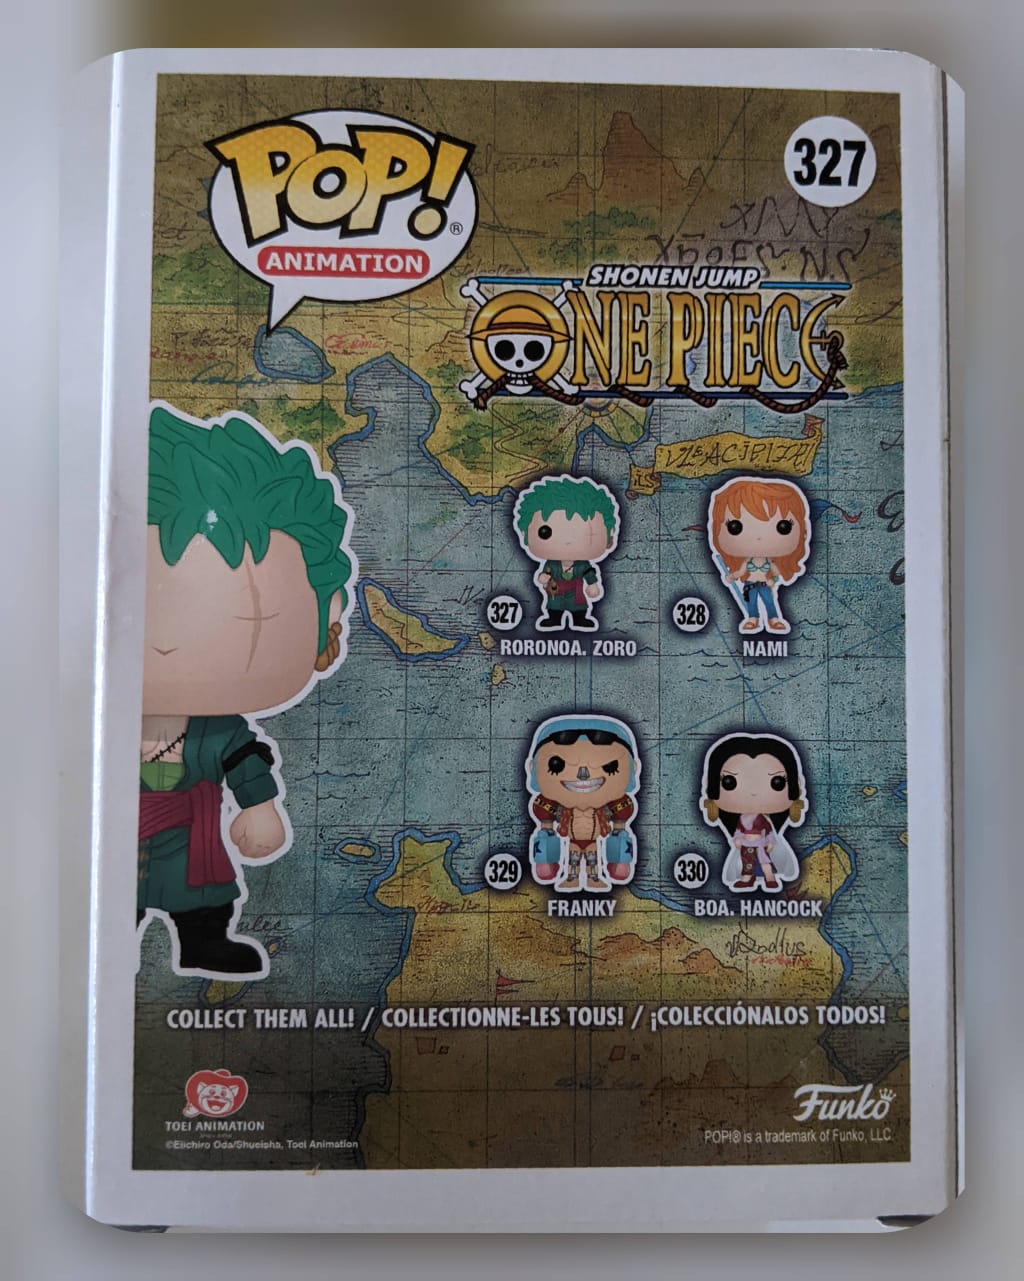 POP!®
ANIMATION
327
SHONEN JUMP
ONE PIECE
327
RORONOA. ZORO
328
NAMI
329
FRANKY
330
BOA. HANCOCK
COLLECT THEM ALL! / COLLECTIONNE-LES TOUS! / ¡COLECCIÓNALOS TODOS!
TOEI ANIMATION
©Eiichiro Oda/Shueisha, Toei Animation
Funko
POP!® is a trademark of Funko, LLC.